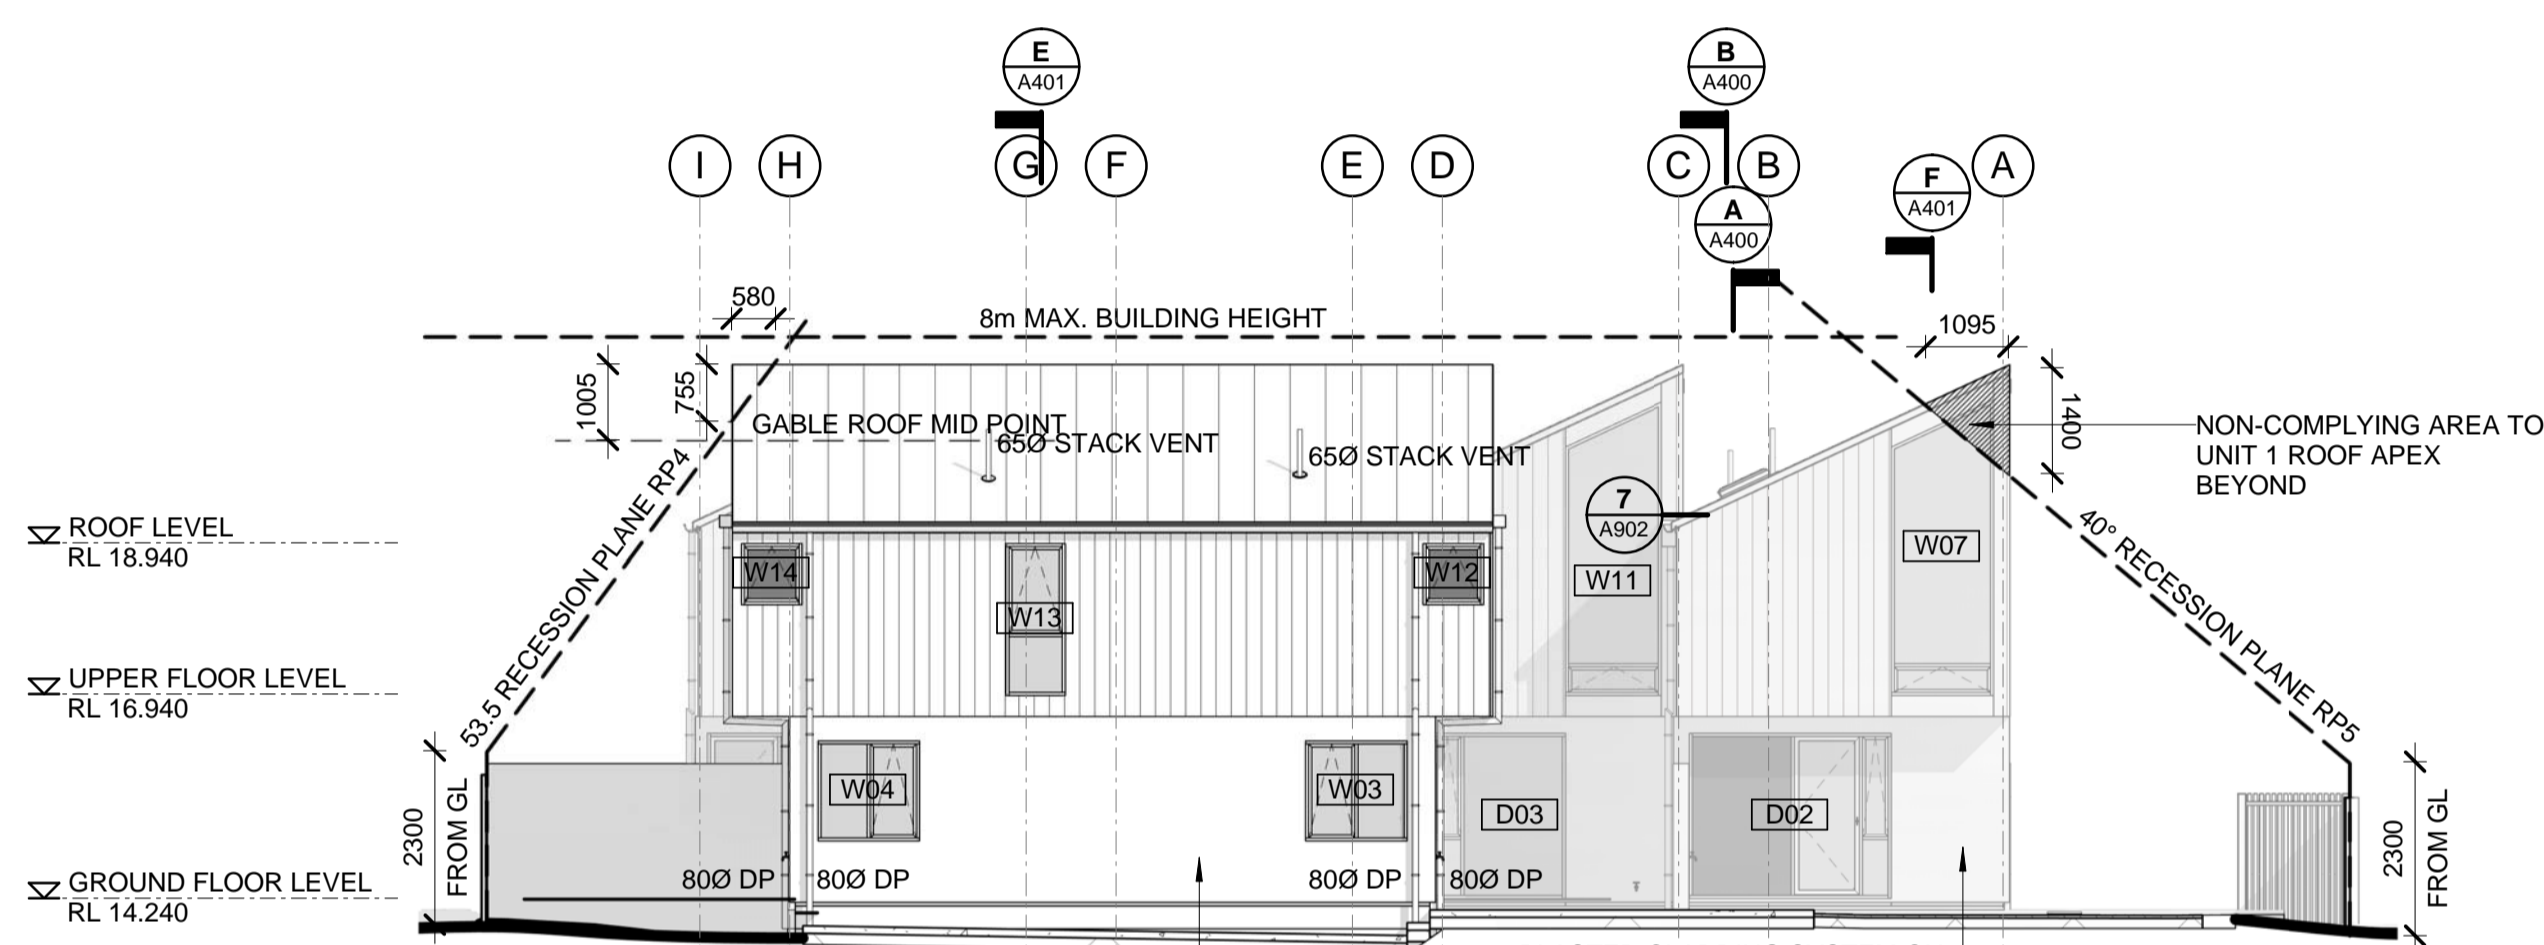 E
A401
B
A400
I
H
G
F
E
D
C
B
A
F
A401
A
A400
580
8m MAX. BUILDING HEIGHT
1095
1005
755
1400
GABLE ROOF MID POINT
65Ø STACK VENT
65Ø STACK VENT
NON-COMPLYING AREA TO
UNIT 1 ROOF APEX
BEYOND
53.5 RECESSION PLANE RP4
40° RECESSION PLANE RP5
7
A902
ROOF LEVEL
RL 18.940
W14
W13
W12
W11
W07
UPPER FLOOR LEVEL
RL 16.940
W04
W03
D03
D02
2300
FROM GL
2300
FROM GL
GROUND FLOOR LEVEL
RL 14.240
80Ø DP
80Ø DP
80Ø DP
80Ø DP